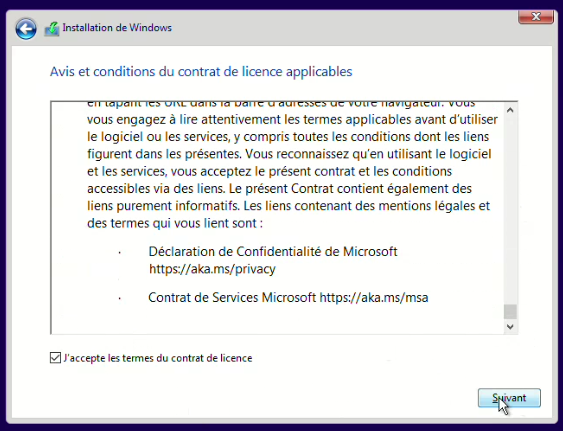 Installation de Windows
Avis et conditions du contrat de licence applicables
en tapant les URL dans la barre d'adresses de votre navigateur. Vous
vous engagez à lire attentivement les termes applicables avant d'utiliser
le logiciel ou les services, y compris toutes les conditions dont les liens
figurent dans les présentes. Vous reconnaissez qu'en utilisant le logiciel
et les services, vous acceptez le présent contrat et les conditions
accessibles via des liens. Le présent Contrat contient également des
liens purement informatifs. Les liens contenant des mentions légales et
des termes qui vous lient sont :
· Déclaration de Confidentialité de Microsoft
https://aka.ms/privacy
· Contrat de Services Microsoft https://aka.ms/msa
J'accepte les termes du contrat de licence
Suivant